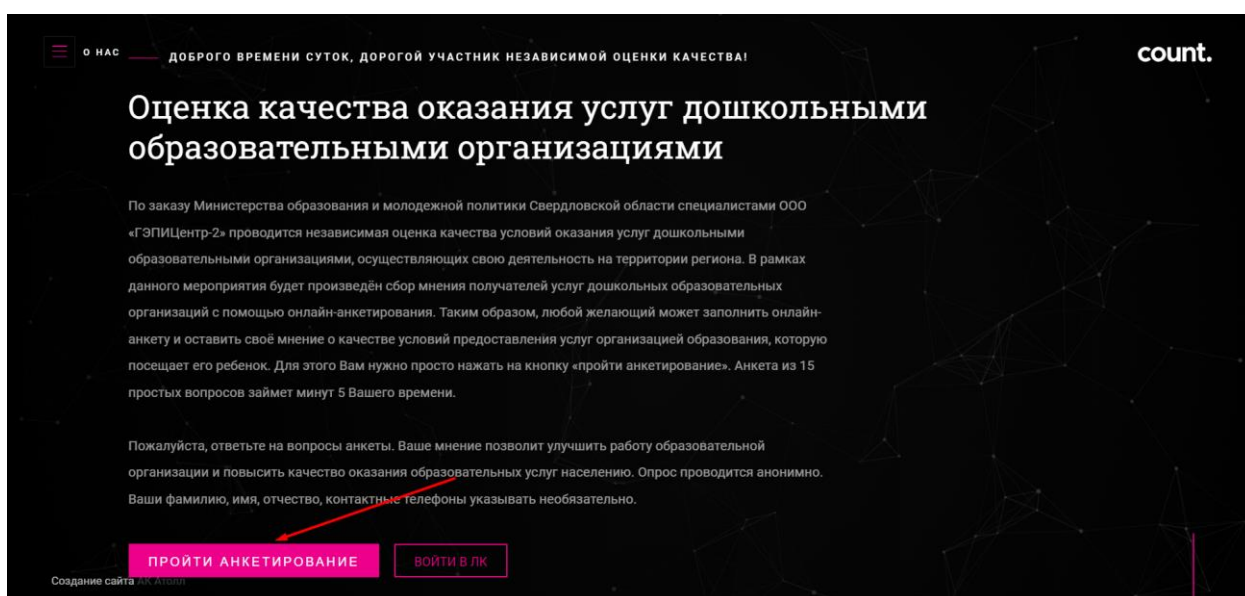 О НАС
ДОБРОГО ВРЕМЕНИ СУТОК, ДОРОГОЙ УЧАСТНИК НЕЗАВИСИМОЙ ОЦЕНКИ КАЧЕСТВА!
count.
Оценка качества оказания услуг дошкольными
образовательными организациями
По заказу Министерства образования и молодежной политики Свердловской области специалистами ООО
«ГЭПИЦентр-2» проводится независимая оценка качества условий оказания услуг дошкольными
образовательными организациями, осуществляющих свою деятельность на территории региона. В рамках
данного мероприятия будет произведён сбор мнения получателей услуг дошкольных образовательных
организаций с помощью онлайн-анкетирования. Таким образом, любой желающий может заполнить онлайн-
анкету и оставить своё мнение о качестве условий предоставления услуг организацией образования, которую
посещает его ребенок. Для этого Вам нужно просто нажать на кнопку «пройти анкетирование». Анкета из 15
простых вопросов займет минут 5 Вашего времени.
Пожалуйста, ответьте на вопросы анкеты. Ваше мнение позволит улучшить работу образовательной
организации и повысить качество оказания образовательных услуг населению. Опрос проводится анонимно.
Ваши фамилию, имя, отчество, контактные телефоны указывать необязательно.
ПРОЙТИ АНКЕТИРОВАНИЕ
ВОЙТИ В ЛК
Создание сайта АК Атолл